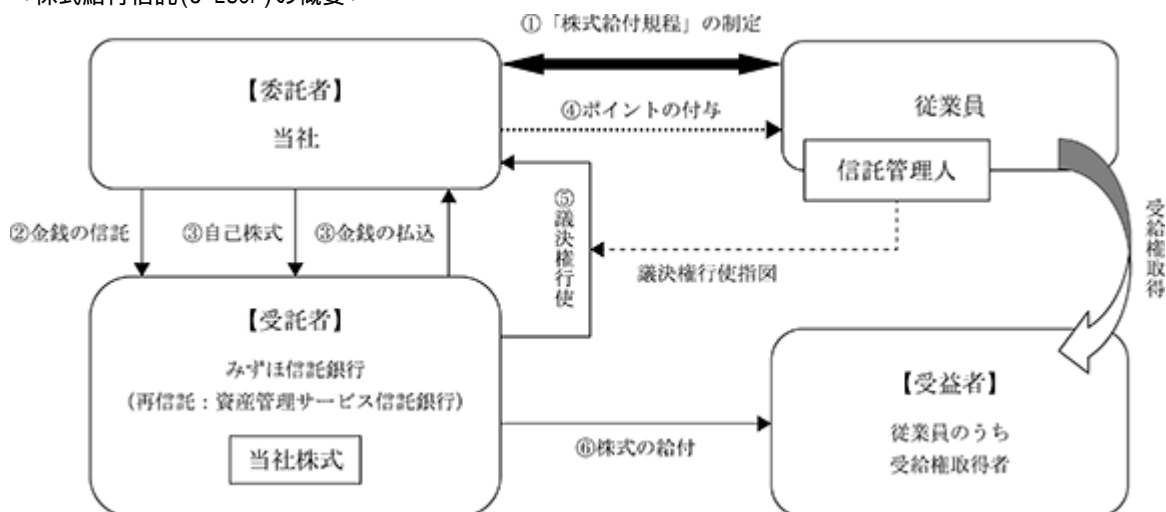 <株式給付信託(J-ESOP)の概要>
①「株式給付規程」の制定
【委託者】
当社
④ポイントの付与
従業員
信託管理人
②金銭の信託
③自己株式
③金銭の払込
⑤議決権行使
議決権行使指図
受給権取得
【受託者】
みずほ信託銀行
(再信託:資産管理サービス信託銀行)
当社株式
⑥株式の給付
【受益者】
従業員のうち
受給権取得者